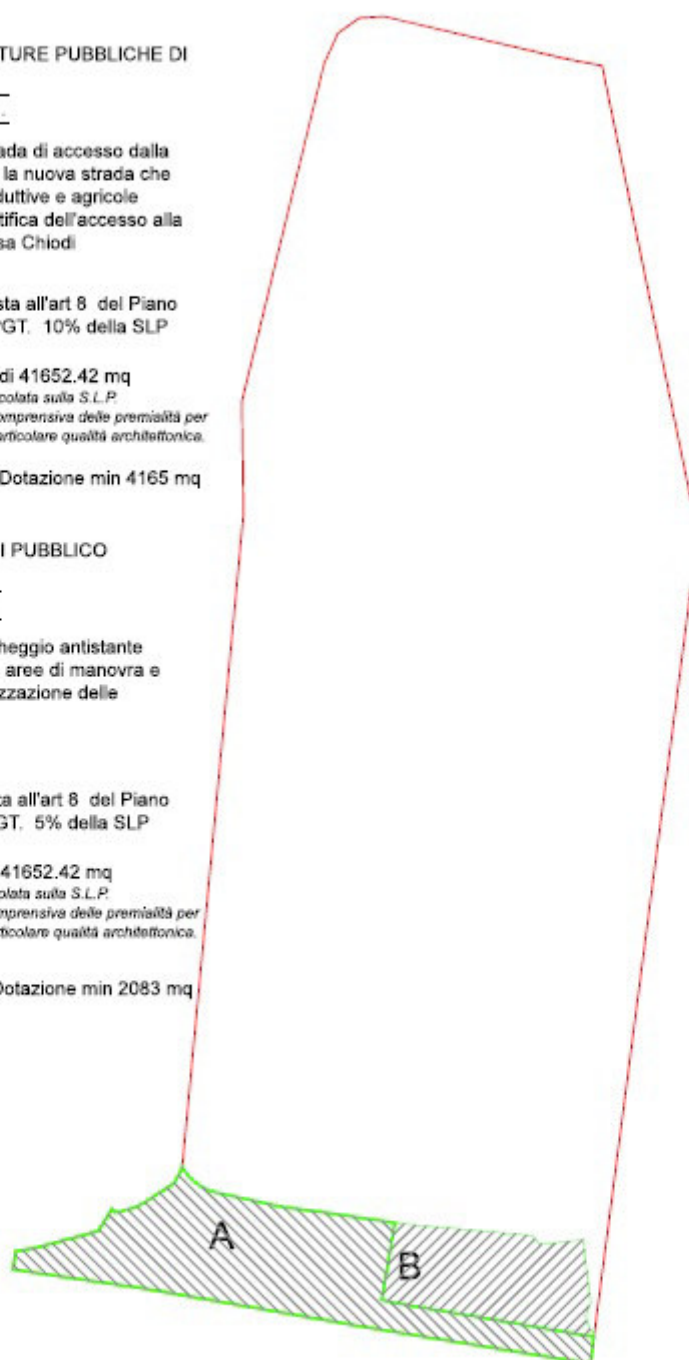 TURE PUBBLICHE DI
ada di accesso dalla
la nuova strada che
duttive e agricole
tifica dell'accesso alla
sa Chiodi
sta all'art 8 del Piano
GT. 10% della SLP
di 41652.42 mq
colata sulla S.L.P.
omprensiva delle premialità per
articolare qualità architettonica.
Dotazione min 4165 mq
I PUBBLICO
heggio antistante
aree di manovra e
zzazione delle
ta all'art 8 del Piano
GT. 5% della SLP
41652.42 mq
olata sulla S.L.P.
mprensiva delle premialità per
rticolare qualità architettonica.
Dotazione min 2083 mq
A
B